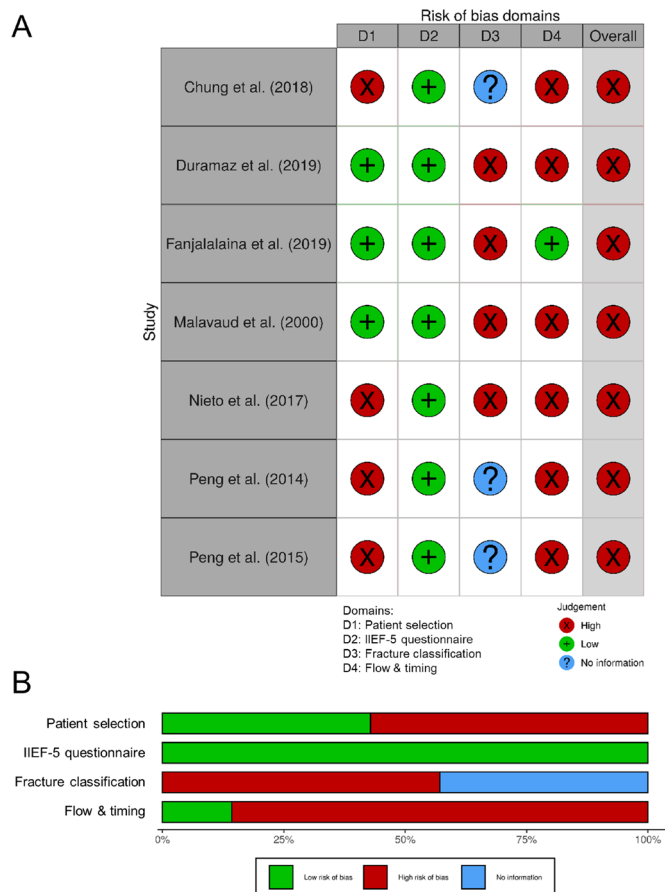 A
Risk of bias domains
D1 D2 D3 D4 Overall
Study
Chung et al. (2018) X + ? X X
Duramaz et al. (2019) + + X X X
Fanjalalaina et al. (2019) + + X + X
Malavaud et al. (2000) + + X X X
Nieto et al. (2017) X + X X X
Peng et al. (2014) X + ? X X
Peng et al. (2015) X + ? X X
Domains:
D1: Patient selection
D2: IIEF-5 questionnaire
D3: Fracture classification
D4: Flow & timing
Judgement
X High
+ Low
? No information
B
Patient selection
IIEF-5 questionnaire
Fracture classification
Flow & timing
0% 25% 50% 75% 100%
Low risk of bias High risk of bias No information